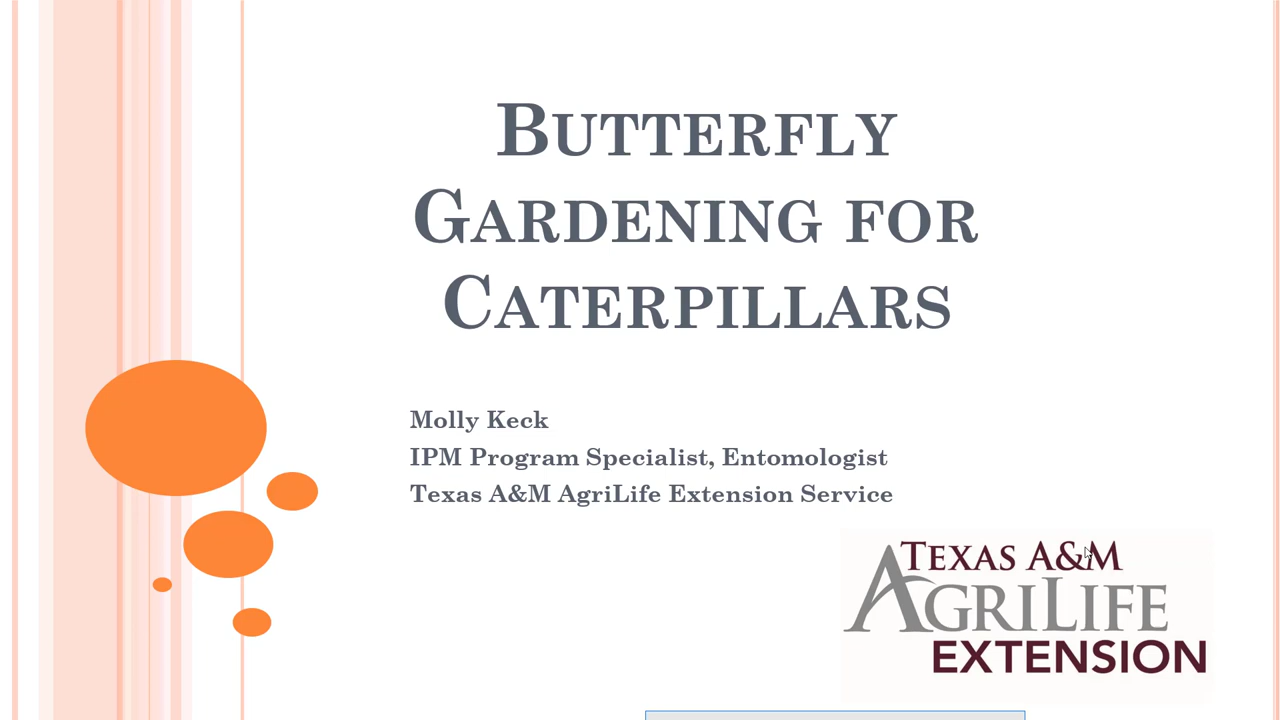 Butterfly
Gardening for
Caterpillars
Molly Keck
IPM Program Specialist, Entomologist
Texas A&M AgriLife Extension Service
Texas A&M
AgriLife
EXTENSION